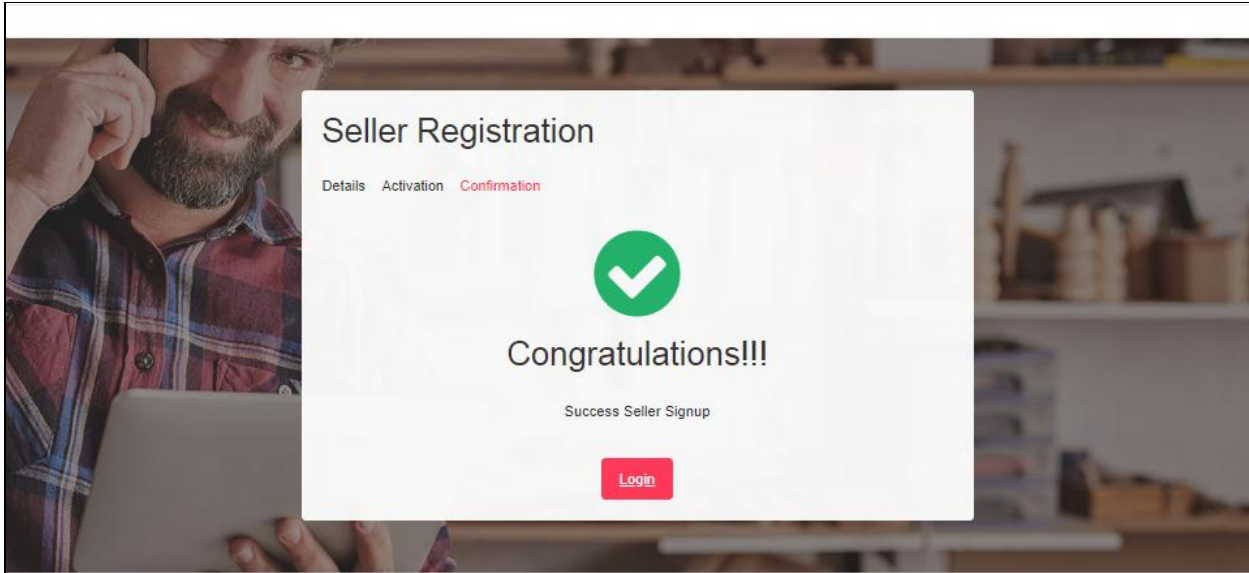 Seller Registration
Details Activation Confirmation
Congratulations!!!
Success Seller Signup
Login